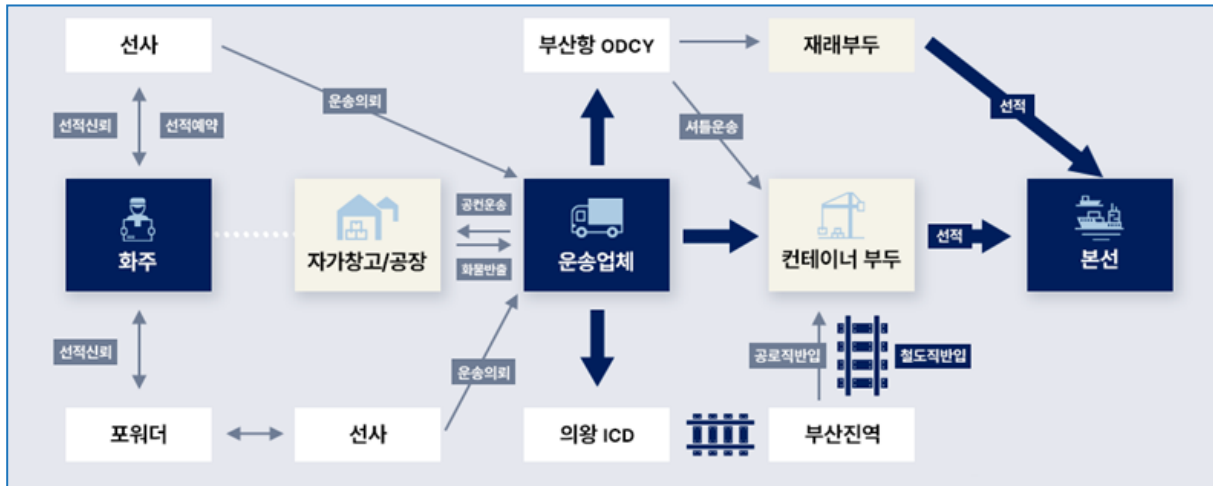 선사
부산항 ODCY
재래부두
운송의뢰
선적
선적신뢰
선적예약
셔틀운송
화주
자가창고/공장
공컨운송
화물반출
운송업체
컨테이너 부두
선적
본선
선적신뢰
운송의뢰
공로직반입
철도직반입
포워더
선사
의왕 ICD
부산진역